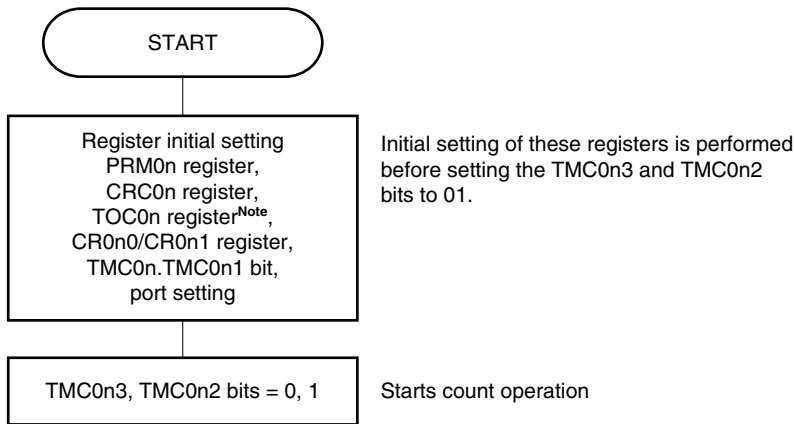 START
Register initial setting
PRM0n register,
CRC0n register,
TOC0n registerNote,
CR0n0/CR0n1 register,
TMC0n.TMC0n1 bit,
port setting
Initial setting of these registers is performed
before setting the TMC0n3 and TMC0n2
bits to 01.
TMC0n3, TMC0n2 bits = 0, 1
Starts count operation